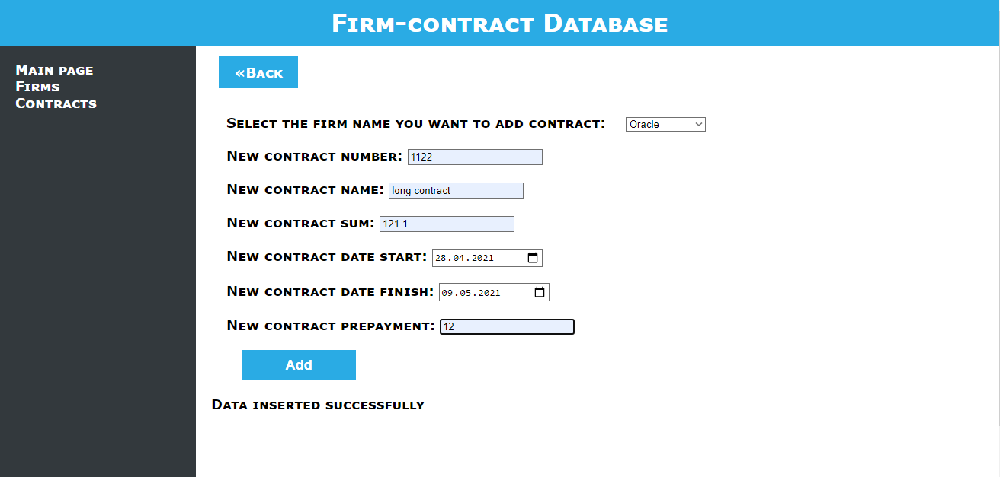 Firm-contract Database
Main page
Firms
Contracts
«Back
Select the firm name you want to add contract: Oracle
New contract number: 1122
New contract name: long contract
New contract sum: 121.1
New contract date start: 28.04.2021
New contract date finish: 09.05.2021
New contract prepayment: 12
Add
Data inserted successfully